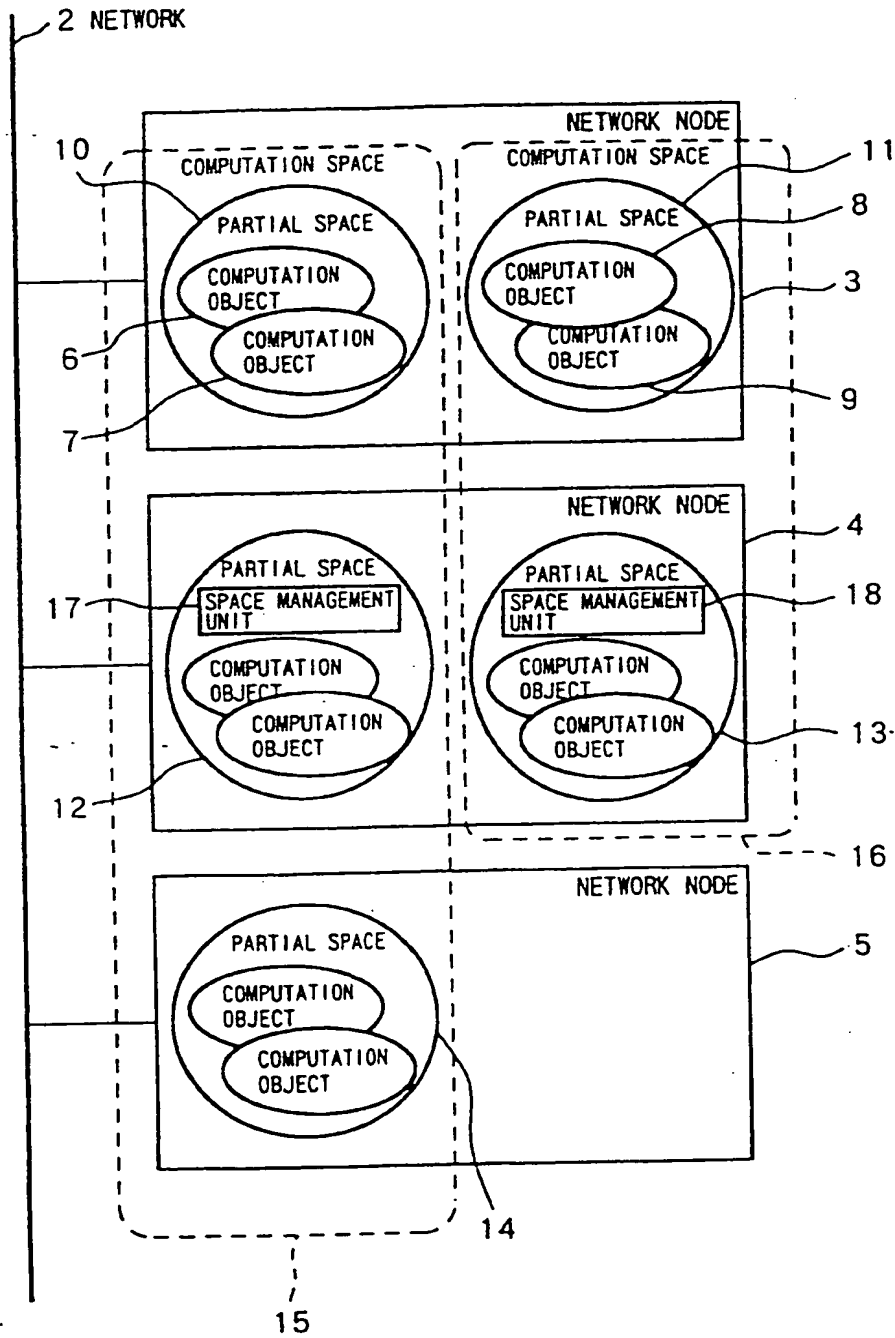 2 NETWORK
NETWORK NODE
10
COMPUTATION SPACE
COMPUTATION SPACE
11
PARTIAL SPACE
PARTIAL SPACE
8
COMPUTATION
OBJECT
COMPUTATION
OBJECT
3
6
COMPUTATION
OBJECT
COMPUTATION
OBJECT
7
9
NETWORK NODE
4
PARTIAL SPACE
PARTIAL SPACE
17
SPACE MANAGEMENT
UNIT
SPACE MANAGEMENT
UNIT
18
COMPUTATION
OBJECT
COMPUTATION
OBJECT
COMPUTATION
OBJECT
COMPUTATION
OBJECT
13
12
16
NETWORK NODE
PARTIAL SPACE
5
COMPUTATION
OBJECT
COMPUTATION
OBJECT
14
15